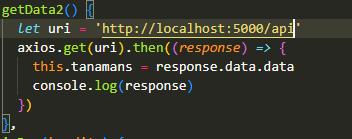 getData2() {
let uri = 'http://localhost:5000/api'
axios.get(uri).then((response) => {
this.tanamans = response.data.data
console.log(response)
})
},